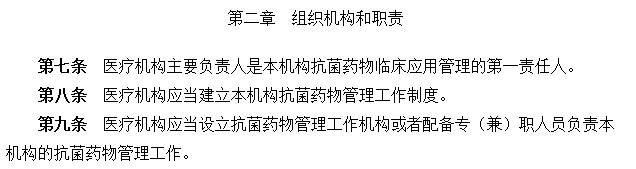 第二章　组织机构和职责
第七条　医疗机构主要负责人是本机构抗菌药物临床应用管理的第一责任人。
第八条　医疗机构应当建立本机构抗菌药物管理工作制度。
第九条　医疗机构应当设立抗菌药物管理工作机构或者配备专（兼）职人员负责本
机构的抗菌药物管理工作。